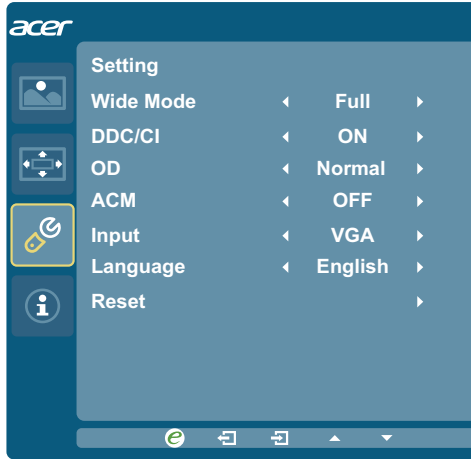 acer
Setting
Wide Mode Full
DDC/CI ON
OD Normal
ACM OFF
Input VGA
Language English
Reset
e